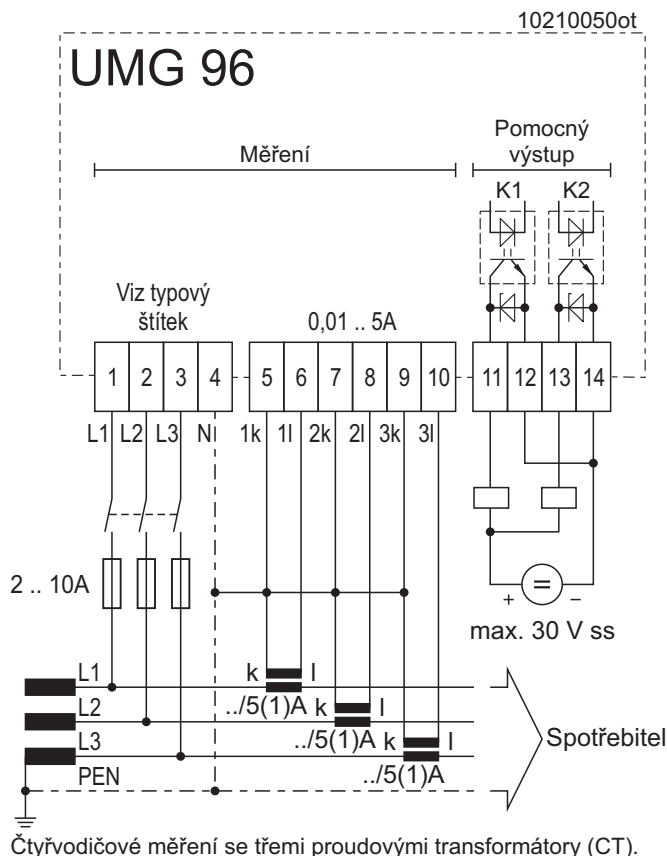 10210050ot
UMG 96
Měření
Pomocný
výstup
K1 K2
Viz typový
štítek
0,01 .. 5A
1 2 3 4 5 6 7 8 9 10 11 12 13 14
L1 L2 L3 N 1k 1l 2k 2l 3k 3l
2 .. 10A
+ = –
max. 30 V ss
L1 k l
../5(1)A
L2 k l
../5(1)A
L3 k l
../5(1)A
PEN
Spotřebitel
Čtyřvodičové měření se třemi proudovými transformátory (CT).